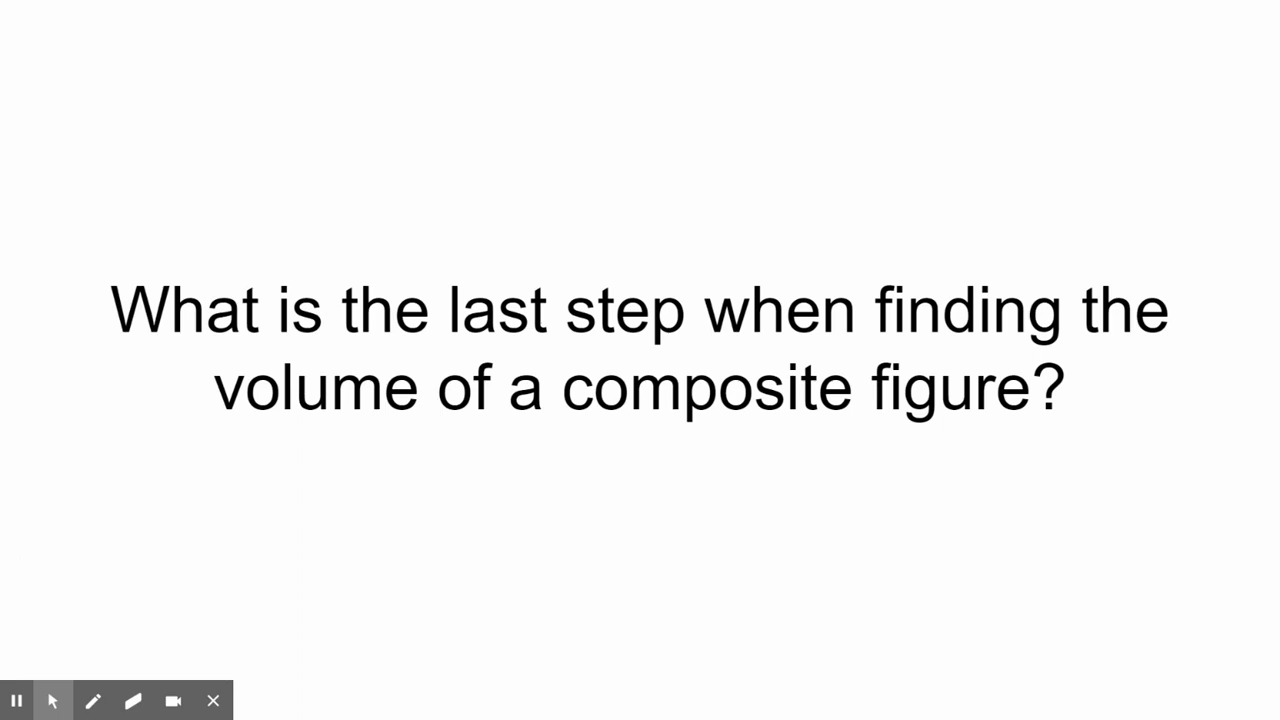 What is the last step when finding the
volume of a composite figure?